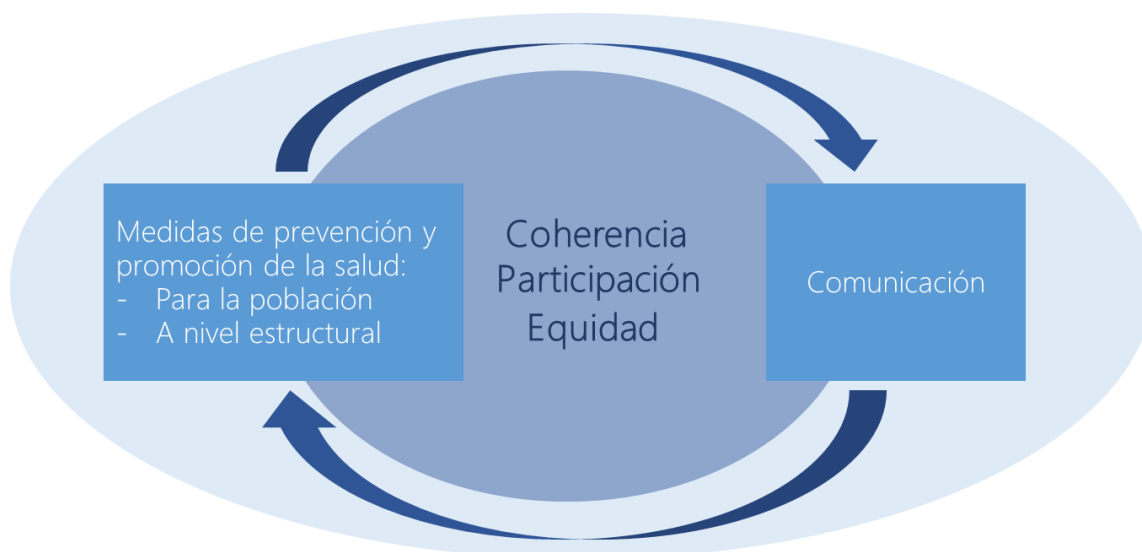 Medidas de prevención y
promoción de la salud:
- Para la población
- A nivel estructural
Coherencia
Participación
Equidad
Comunicación